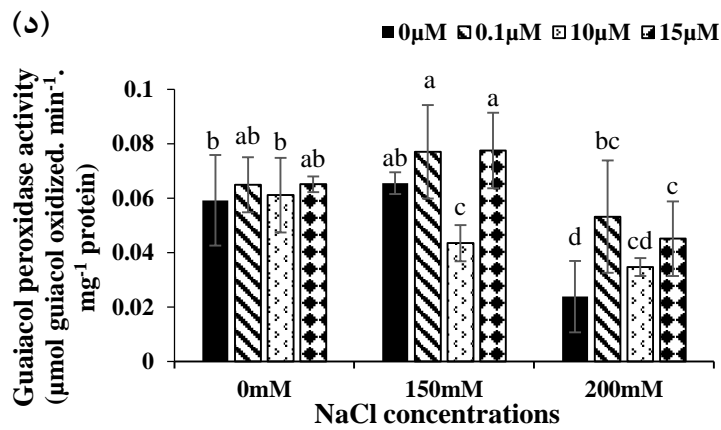 (د)
0µM 0.1µM 10µM 15µM
Guaiacol peroxidase activity
(µmol guiacol oxidized. min-1.
mg-1 protein)
0.1
0.08
0.06
0.04
0.02
0
b ab b ab
ab a c a
d bc cd c
0mM 150mM 200mM
NaCl concentrations